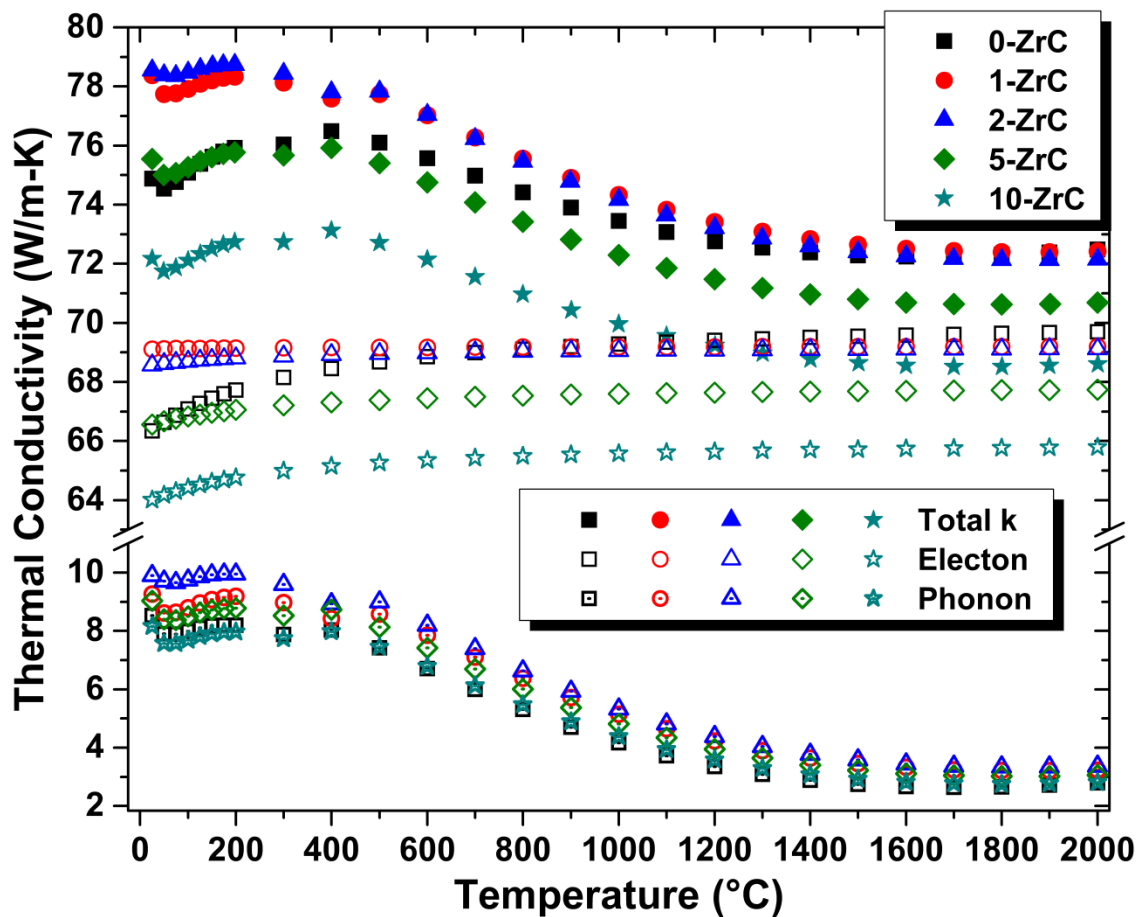 80
78
76
74
72
70
68
66
64
10
8
6
4
2
Thermal Conductivity (W/m-K)
0-ZrC
1-ZrC
2-ZrC
5-ZrC
10-ZrC
Total k
Electon
Phonon
0 200 400 600 800 1000 1200 1400 1600 1800 2000
Temperature (°C)